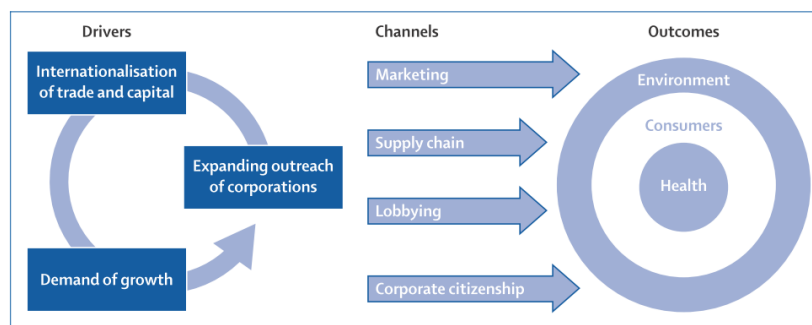 Drivers
Channels
Outcomes
Internationalisation
of trade and capital
Expanding outreach
of corporations
Demand of growth
Marketing
Supply chain
Lobbying
Corporate citizenship
Environment
Consumers
Health